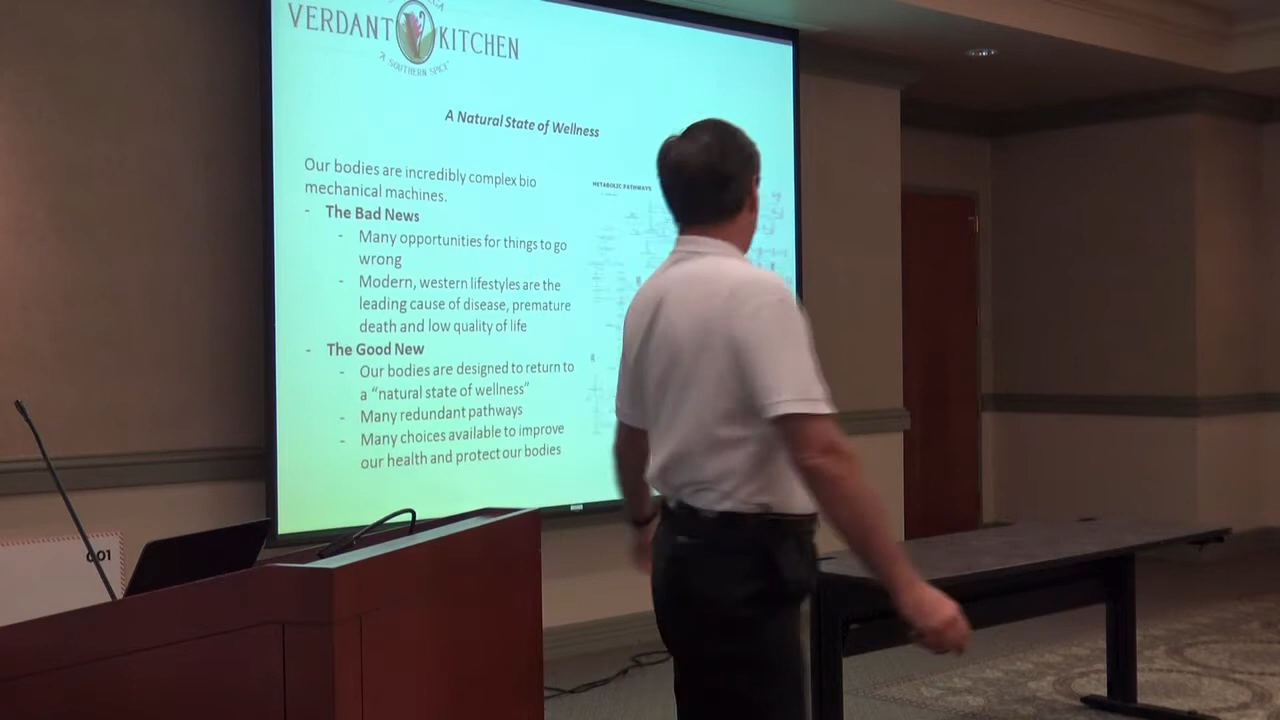 VERDANT KITCHEN
"A SOUTHERN SPICE"
A Natural State of Wellness
Our bodies are incredibly complex bio
mechanical machines.
- The Bad News
- Many opportunities for things to go
wrong
- Modern, western lifestyles are the
leading cause of disease, premature
death and low quality of life
- The Good New
- Our bodies are designed to return to
a “natural state of wellness”
- Many redundant pathways
- Many choices available to improve
our health and protect our bodies
METABOLIC PATHWAYS
001